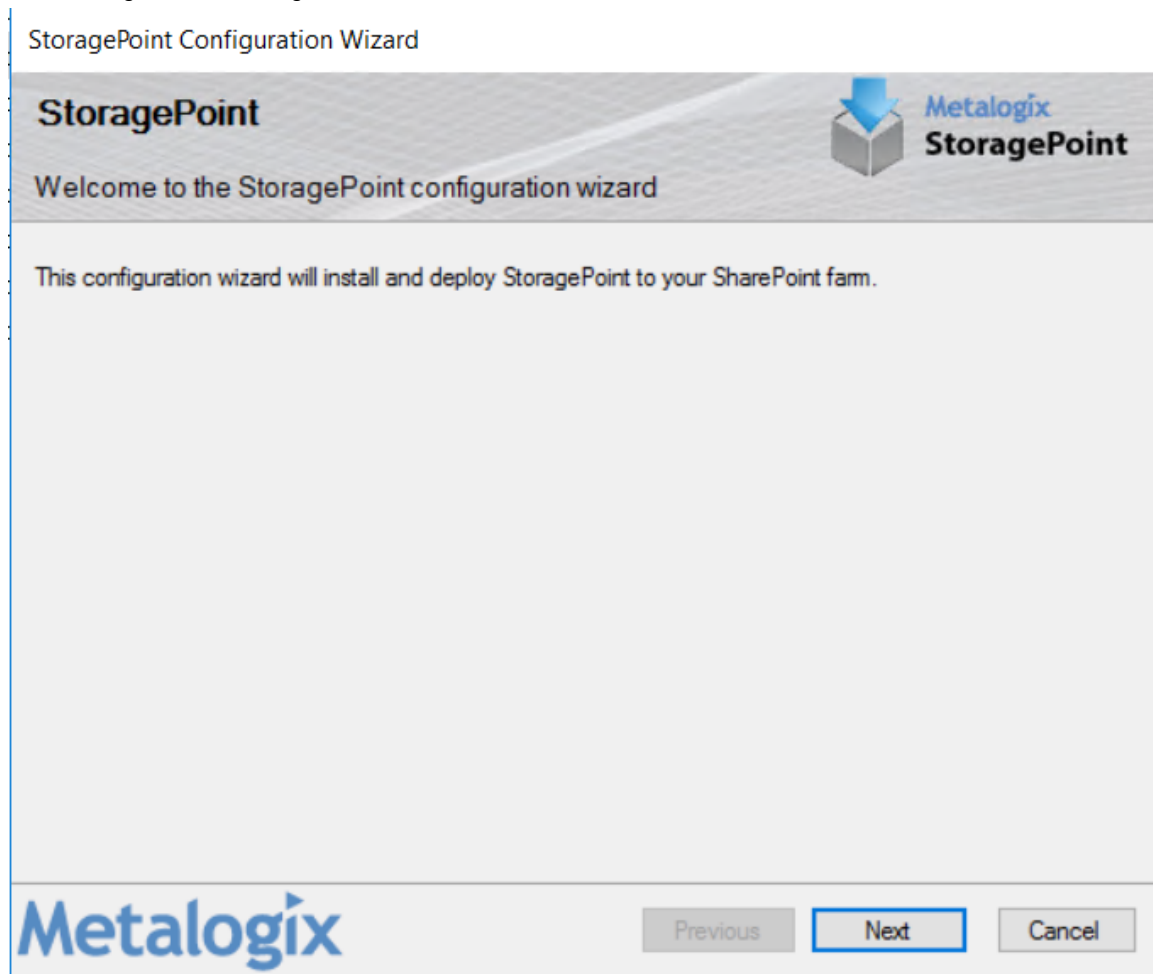 StoragePoint Configuration Wizard
StoragePoint
Metalogix
StoragePoint
Welcome to the StoragePoint configuration wizard
This configuration wizard will install and deploy StoragePoint to your SharePoint farm.
Metalogix
Previous
Next
Cancel